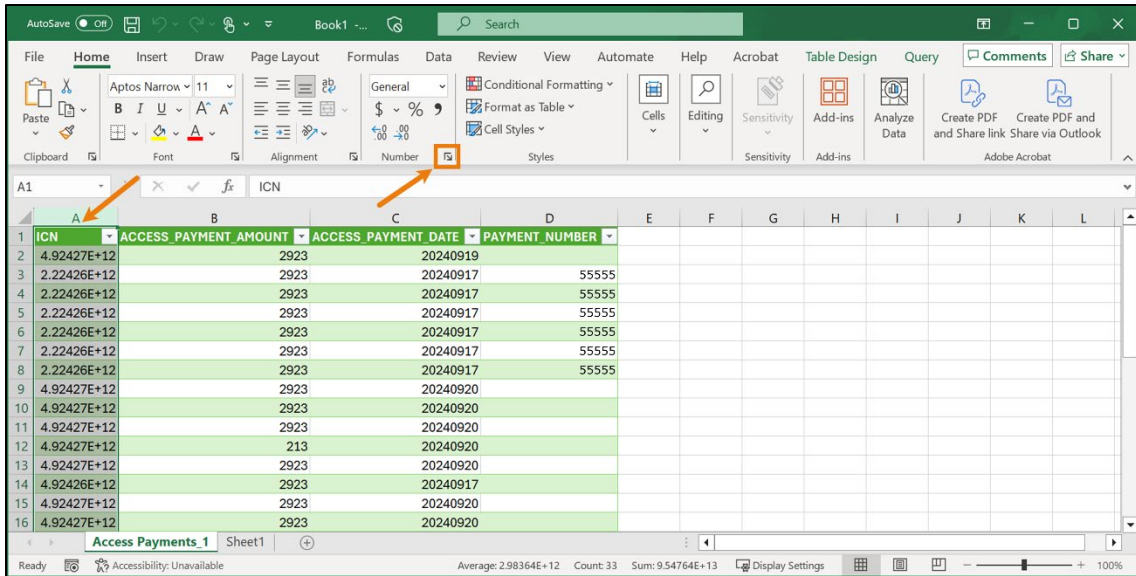 AutoSave Off Book1 -... Search
File Home Insert Draw Page Layout Formulas Data Review View Automate Help Acrobat Table Design Query Comments Share
Paste
Clipboard
Aptos Narrow 11
B I U A A
A
Font
ab
Alignment
General
$ % 9
.00 .00
Number
Conditional Formatting
Format as Table
Cell Styles
Styles
Cells
Editing
Sensitivity
Sensitivity
Add-ins
Add-ins
Analyze
Data
Create PDF
and Share link
Create PDF and
Share via Outlook
Adobe Acrobat
A1 fx ICN
A B C D E F G H I J K L
1 ICN ACCESS_PAYMENT_AMOUNT ACCESS_PAYMENT_DATE PAYMENT_NUMBER
2 4.92427E+12 2923 20240919
3 2.22426E+12 2923 20240917 55555
4 2.22426E+12 2923 20240917 55555
5 2.22426E+12 2923 20240917 55555
6 2.22426E+12 2923 20240917 55555
7 2.22426E+12 2923 20240917 55555
8 2.22426E+12 2923 20240917 55555
9 4.92427E+12 2923 20240920
10 4.92427E+12 2923 20240920
11 4.92427E+12 2923 20240920
12 4.92427E+12 213 20240920
13 4.92427E+12 2923 20240920
14 4.92426E+12 2923 20240917
15 4.92427E+12 2923 20240920
16 4.92427E+12 2923 20240920
Access Payments_1 Sheet1
Ready Accessibility: Unavailable Average: 2.98364E+12 Count: 33 Sum: 9.54764E+13 Display Settings 100%